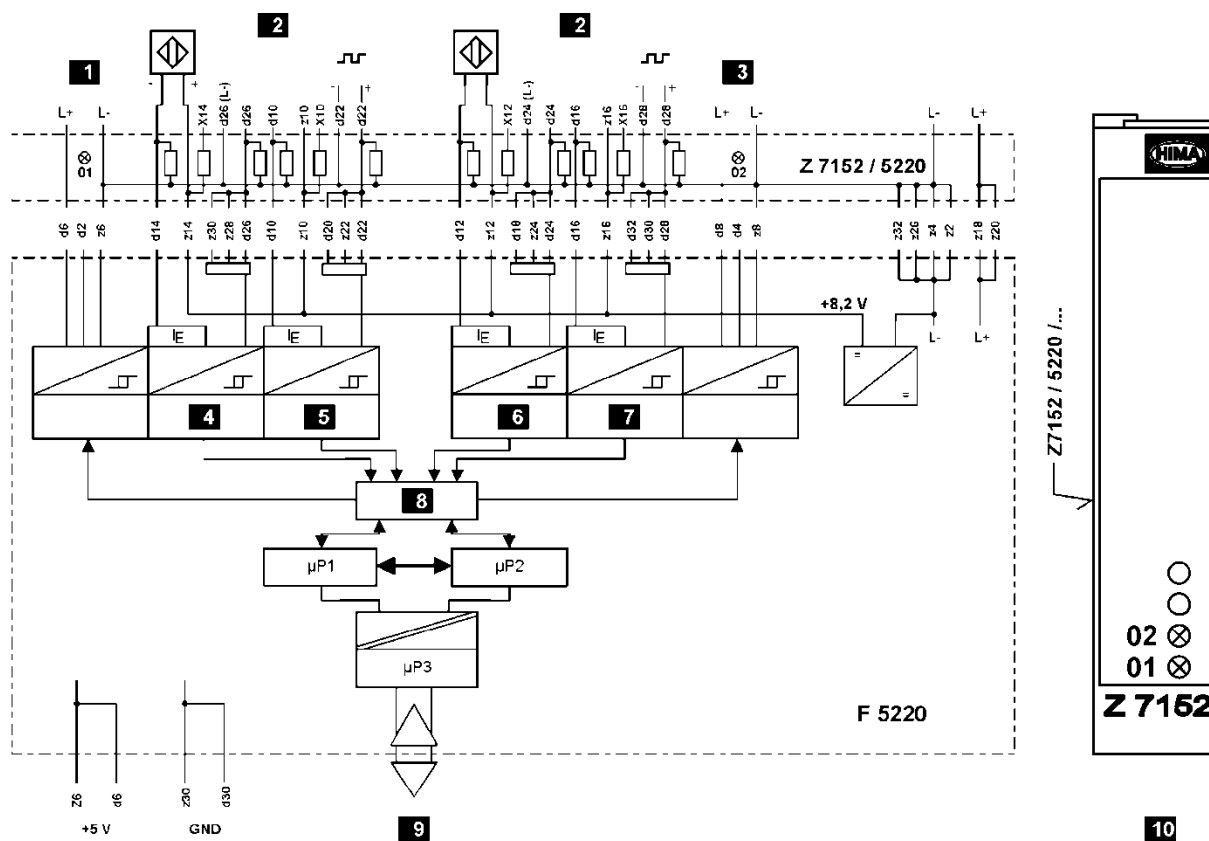 2 2
1 3
- + - + - + - +
L+ L- X14 d26 (L-) d26 d10 z10 X10 d22 d22 X12 d24 (L-) d24 d16 z16 X16 d28 d28 L+ L- L- L+
01 02 Z 7152 / 5220
HIMA
d6 d2 z6 d14 z14 z30 z28 d26 d10 z10 d20 z22 d22 d12 z12 d18 z24 d24 d16 z16 d32 d30 d28 d8 d4 z8 z32 z26 z4 z2 z18 z20
+8,2 V
IE IE IE IE L- L+
= =
4 5 6 7
Z7152 / 5220 /...
8
µP1 µP2
µP3
02
01
Z 7152
F 5220
Z6 d6 z30 d30
+5 V GND
9 10